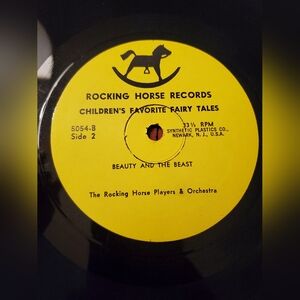 ROCKING HORSE RECORDS
CHILDREN'S FAVORITE FAIRY TALES
5054-B
Side 2
33⅓ RPM
SYNTHETIC PLASTICS CO.,
NEWARK, N. J., U.S.A.
BEAUTY AND THE BEAST
The Rocking Horse Players & Orchestra